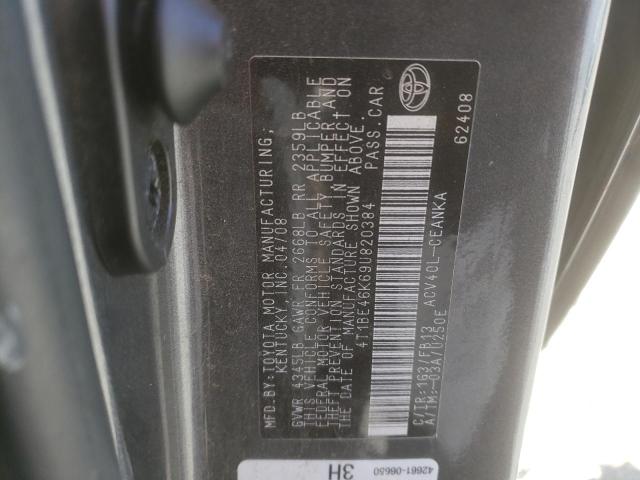 MFD.BY:TOYOTA MOTOR MANUFACTURING,
KENTUCKY, INC.04/08
GVWR 4345LB GAWR FR 2668LB RR 2359LB
THIS VEHICLE CONFORMS TO ALL APPLICABLE
FEDERAL MOTOR VEHICLE SAFETY, BUMPER, AND
THEFT PREVENTION STANDARDS IN EFFECT ON
THE DATE OF MANUFACTURE SHOWN ABOVE.
4T1BE46K69U820384 PASS.CAR
C/TR:1G3/FB13 ACV40L-CEANKA
A/TM:-03A/U250E
62408
42661-06650
3H